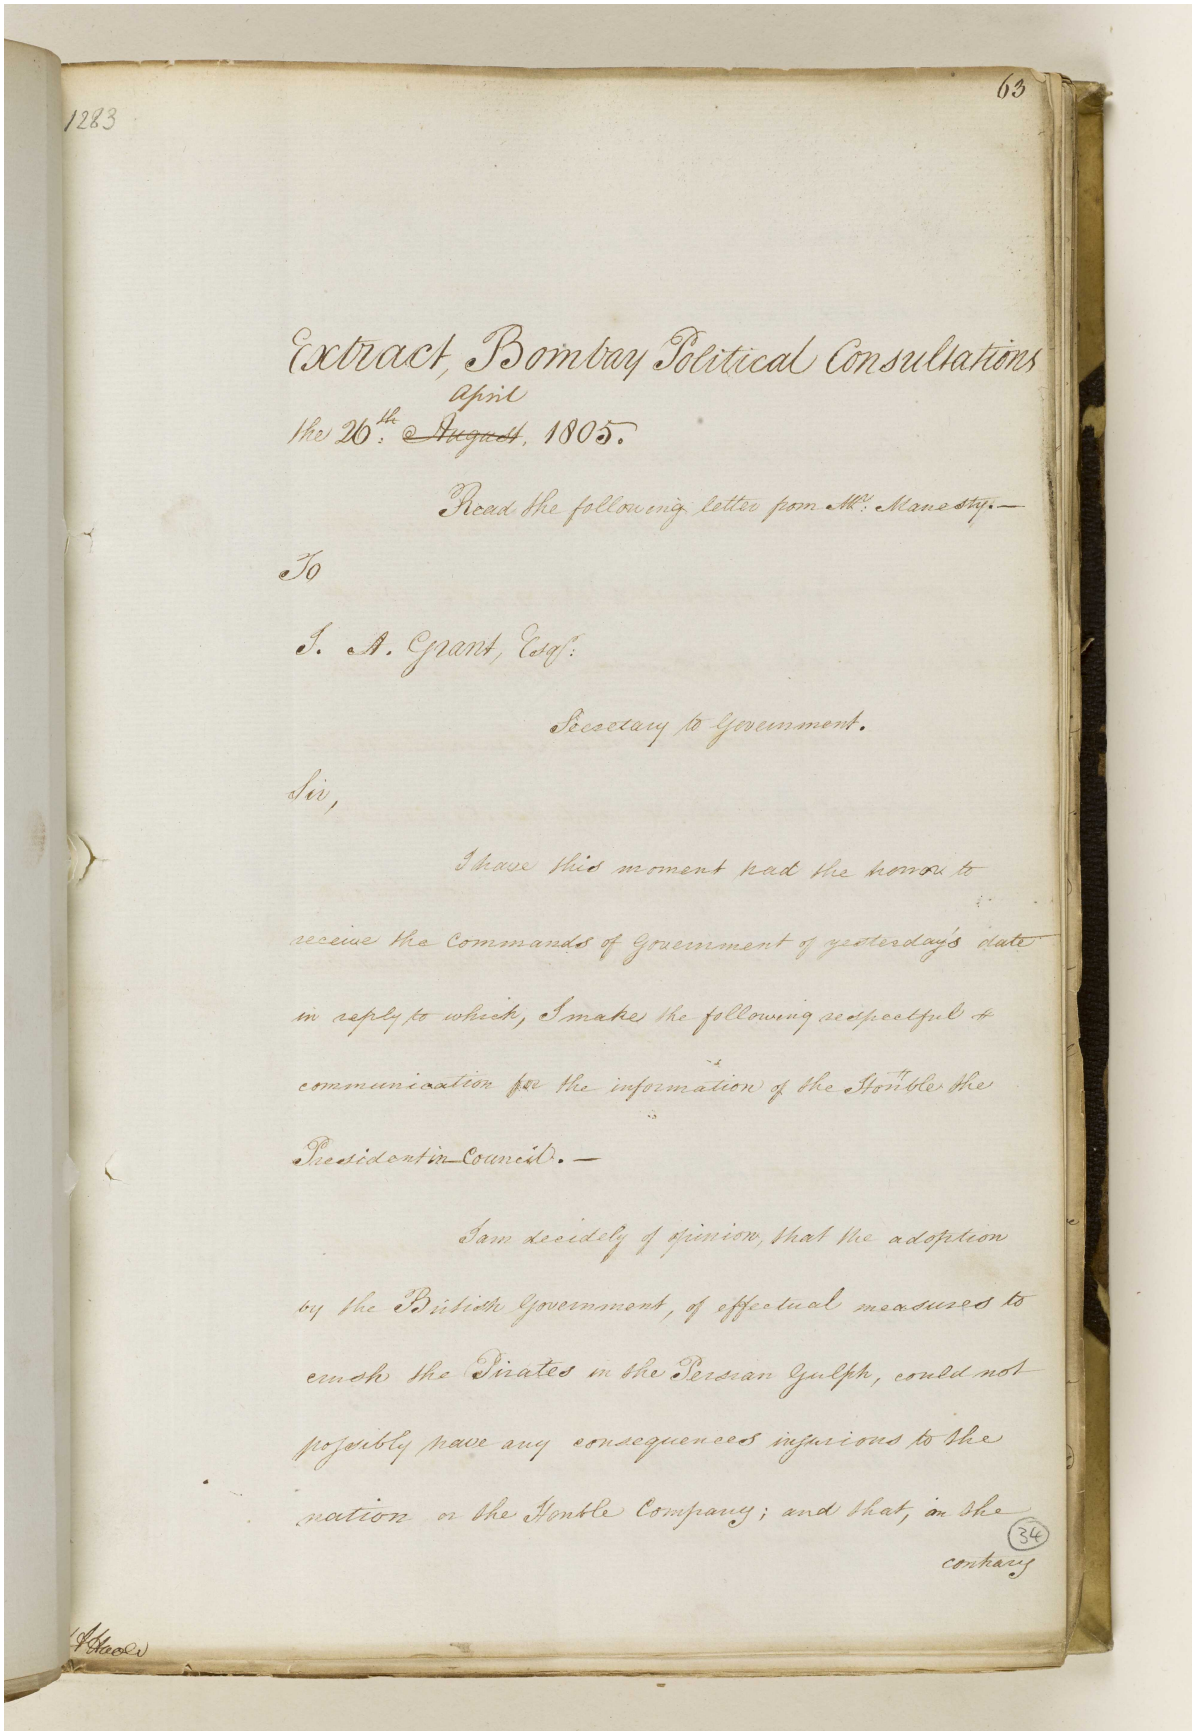 63
1283
Extract, Bombay Political Consultations
April
the 26th: August, 1805.
Read the following letter from Mr: Manesty. —
To
J. A. Grant, Esqr:
Secretary to Government.
Sir,
I have this moment had the honor to
receive the Commands of Government of yesterday's date
in reply to which, I make the following respectful
communication for the information of the Honble the
President in Council. —
I am decidely of opinion, that the adoption
by the British Government, of effectual measures to
crush the Pirates in the Persian Gulph, could not
possibly have any consequences injurious to the
nation or the Honble Company; and that, on the
34
contrary